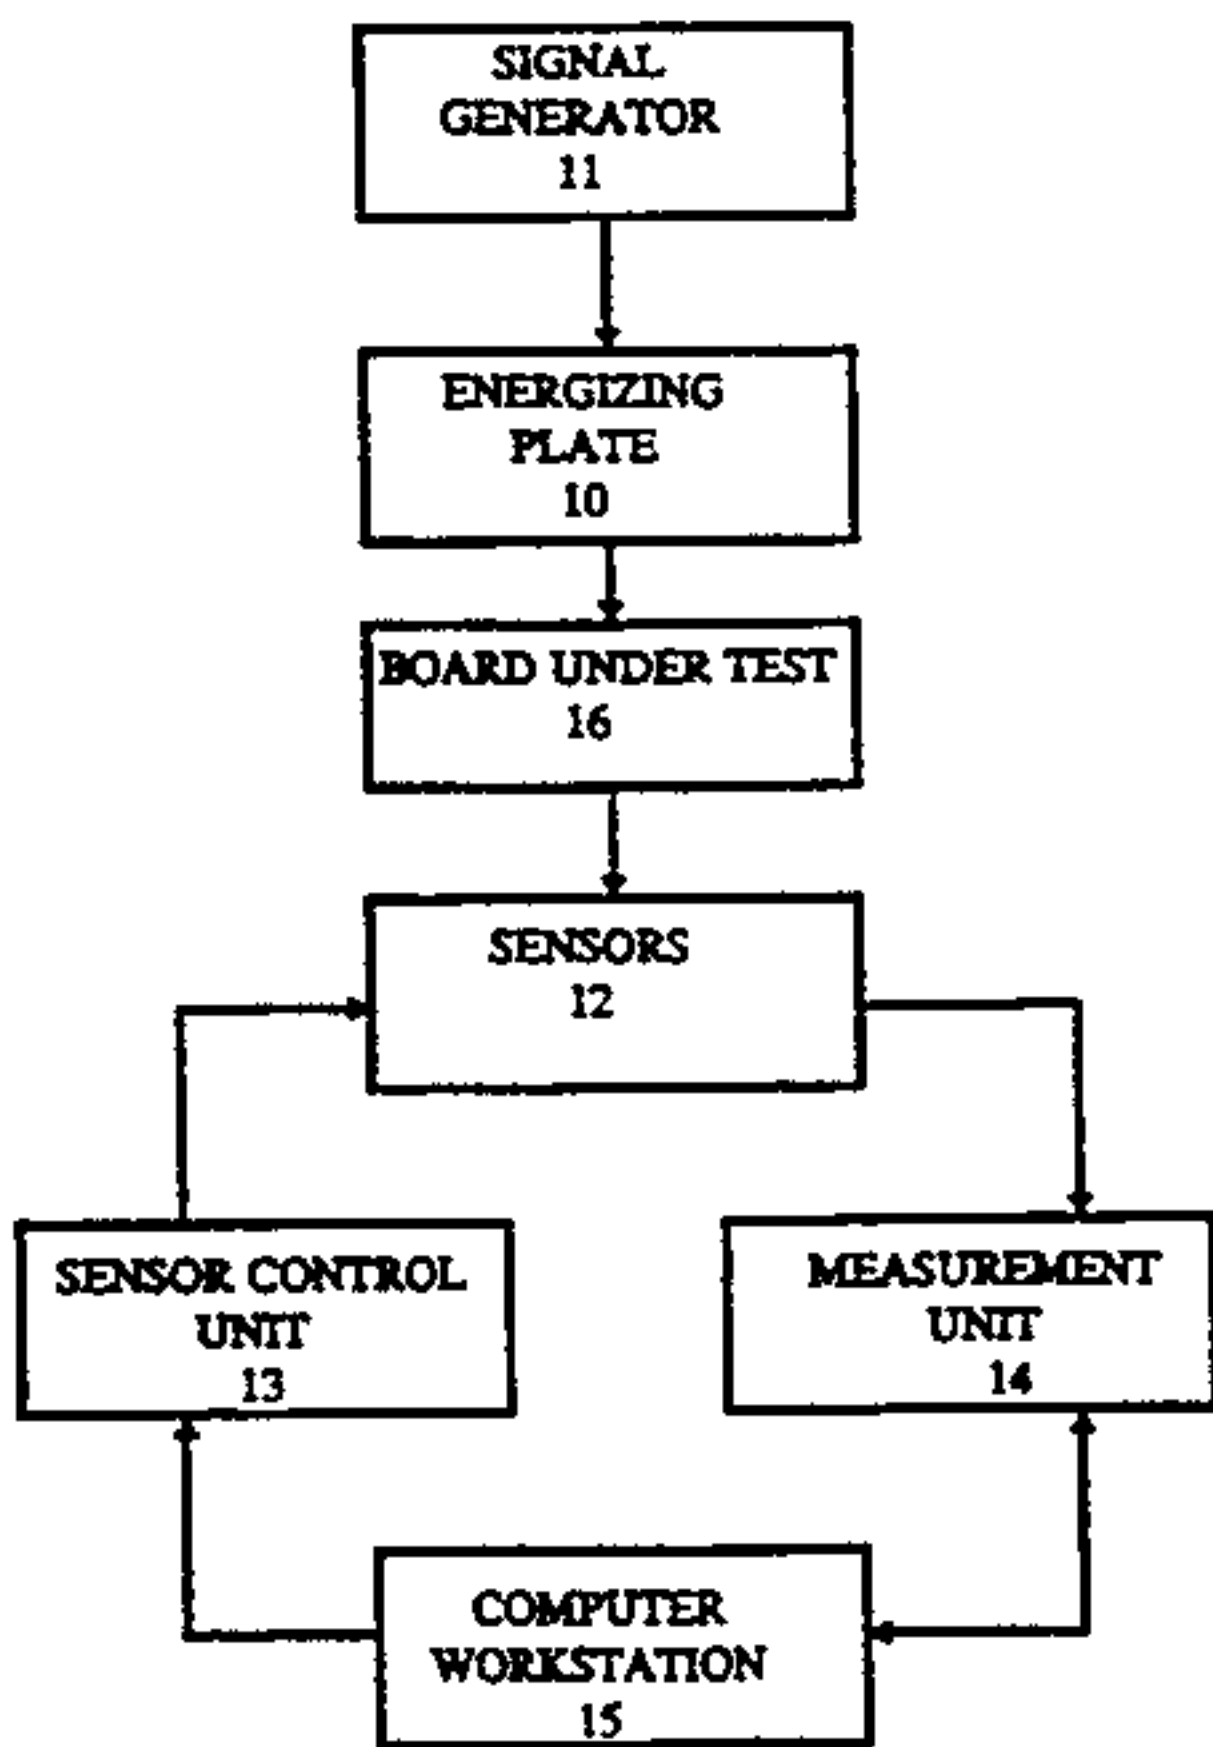 SIGNAL
GENERATOR
11
ENERGIZING
PLATE
10
BOARD UNDER TEST
16
SENSORS
12
SENSOR CONTROL
UNIT
13
MEASUREMENT
UNIT
14
COMPUTER
WORKSTATION
15